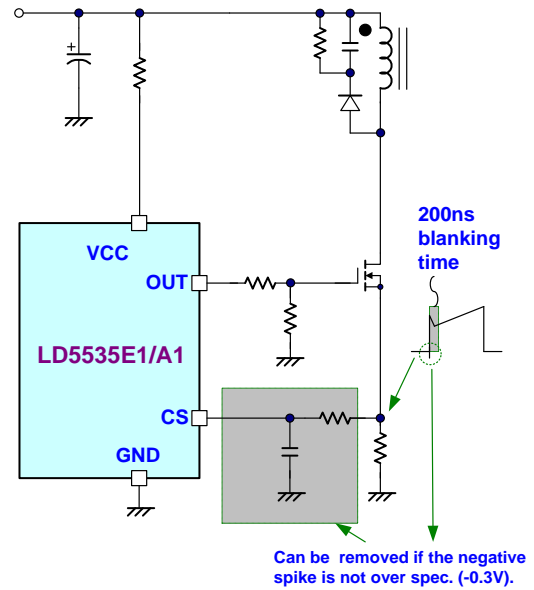 200ns
blanking
time
VCC
OUT
LD5535E1/A1
CS
GND
Can be removed if the negative
spike is not over spec. (-0.3V).